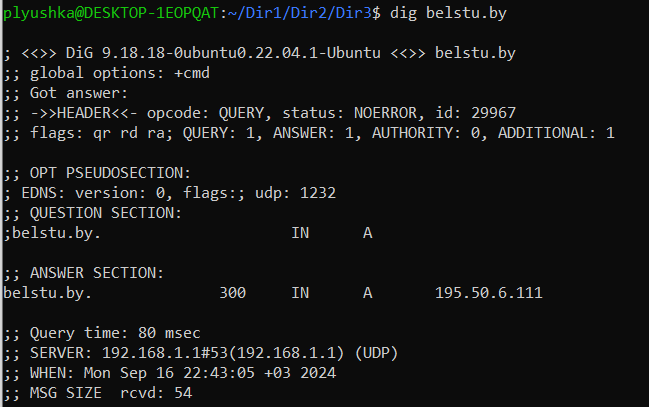 plyushka@DESKTOP-1EOPQAT:~/Dir1/Dir2/Dir3$ dig belstu.by
; <<>> DiG 9.18.18-0ubuntu0.22.04.1-Ubuntu <<>> belstu.by
;; global options: +cmd
;; Got answer:
;; ->>HEADER<<- opcode: QUERY, status: NOERROR, id: 29967
;; flags: qr rd ra; QUERY: 1, ANSWER: 1, AUTHORITY: 0, ADDITIONAL: 1
;; OPT PSEUDOSECTION:
; EDNS: version: 0, flags:; udp: 1232
;; QUESTION SECTION:
;belstu.by. IN A
;; ANSWER SECTION:
belstu.by. 300 IN A 195.50.6.111
;; Query time: 80 msec
;; SERVER: 192.168.1.1#53(192.168.1.1) (UDP)
;; WHEN: Mon Sep 16 22:43:05 +03 2024
;; MSG SIZE rcvd: 54